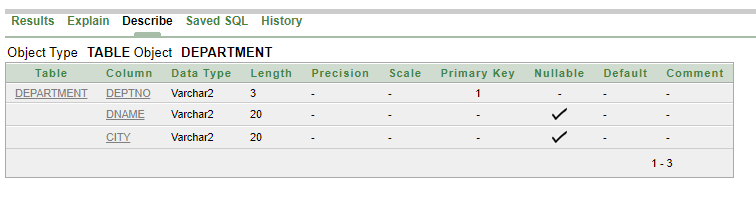 Results Explain Describe Saved SQL History
Object Type TABLE Object DEPARTMENT
Table Column Data Type Length Precision Scale Primary Key Nullable Default Comment
DEPARTMENT DEPTNO Varchar2 3 - - 1 - - -
DNAME Varchar2 20 - - - ✓ - -
CITY Varchar2 20 - - - ✓ - -
1 - 3